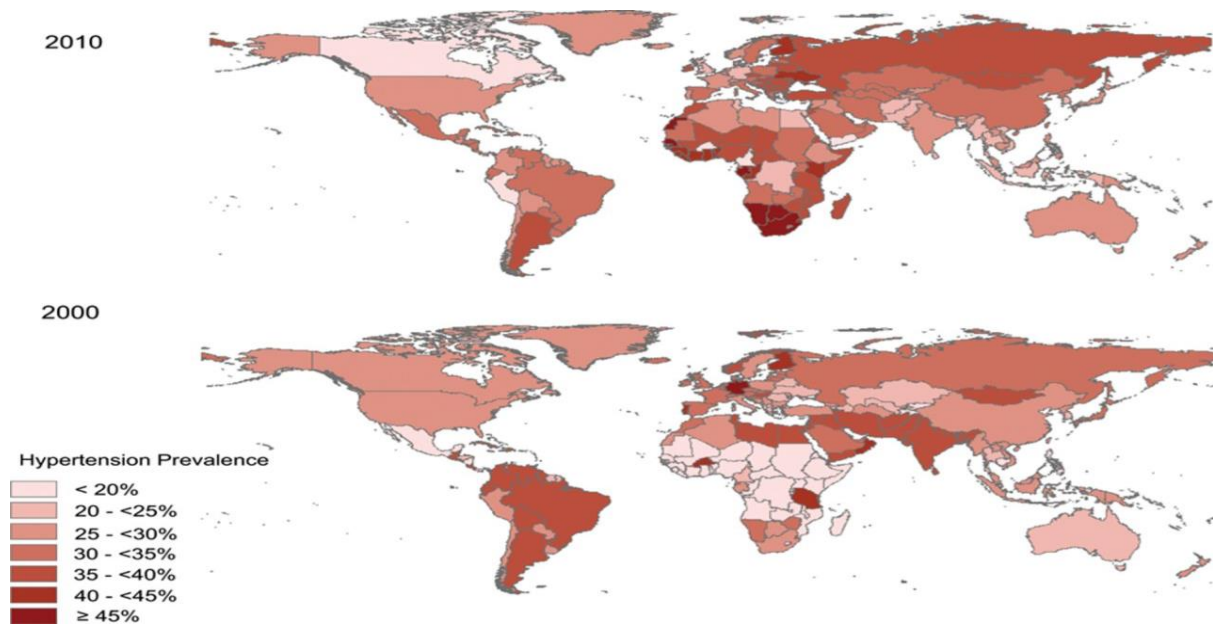 2010
2000
Hypertension Prevalence
< 20%
20 - <25%
25 - <30%
30 - <35%
35 - <40%
40 - <45%
≥ 45%